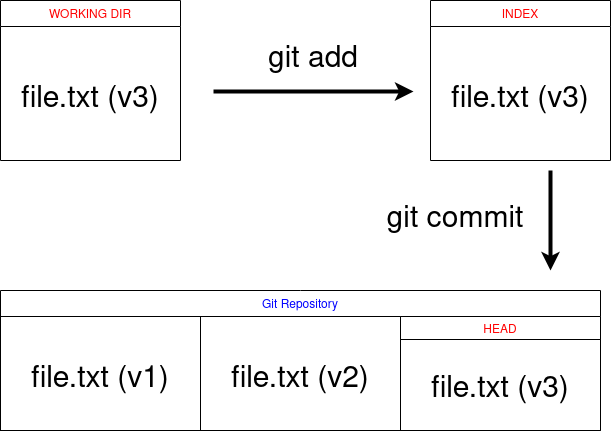 WORKING DIR
file.txt (v3)
git add
INDEX
file.txt (v3)
git commit
Git Repository
file.txt (v1)
file.txt (v2)
HEAD
file.txt (v3)